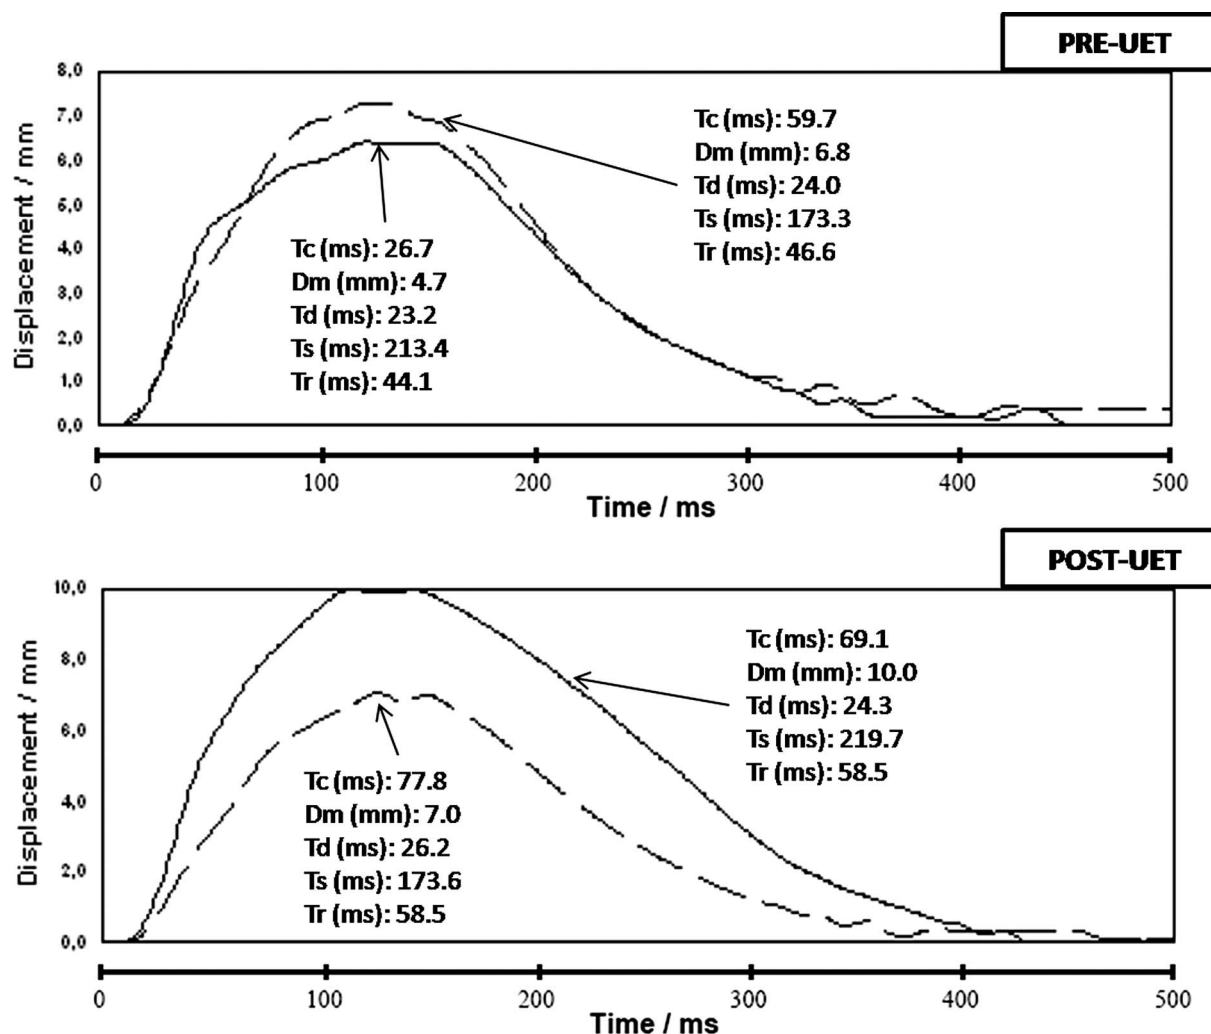 PRE-UET
8,0
7,0
6,0
5,0
4,0
3,0
2,0
1,0
0,0
Displacement / mm
Tc (ms): 59.7
Dm (mm): 6.8
Td (ms): 24.0
Ts (ms): 173.3
Tr (ms): 46.6
Tc (ms): 26.7
Dm (mm): 4.7
Td (ms): 23.2
Ts (ms): 213.4
Tr (ms): 44.1
0 100 200 300 400 500
Time / ms
POST-UET
10,0
8,0
6,0
4,0
2,0
0,0
Displacement / mm
Tc (ms): 69.1
Dm (mm): 10.0
Td (ms): 24.3
Ts (ms): 219.7
Tr (ms): 58.5
Tc (ms): 77.8
Dm (mm): 7.0
Td (ms): 26.2
Ts (ms): 173.6
Tr (ms): 58.5
0 100 200 300 400 500
Time / ms